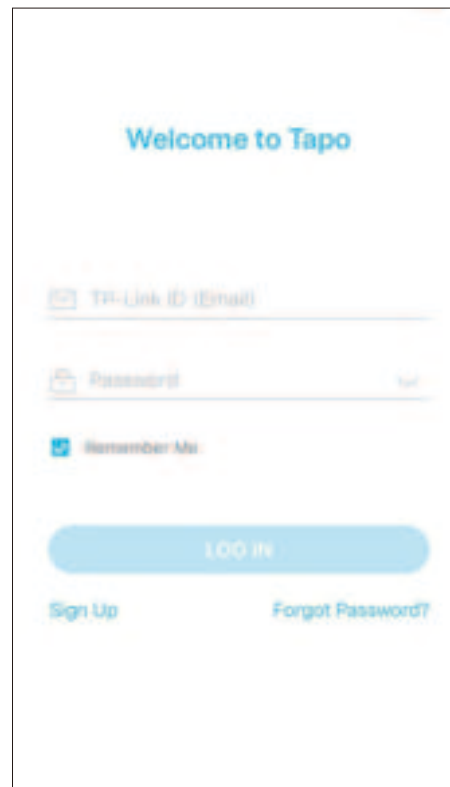 Welcome to Tapo
TP-Link ID (Email)
Password
Remember Me
LOG IN
Sign Up
Forgot Password?